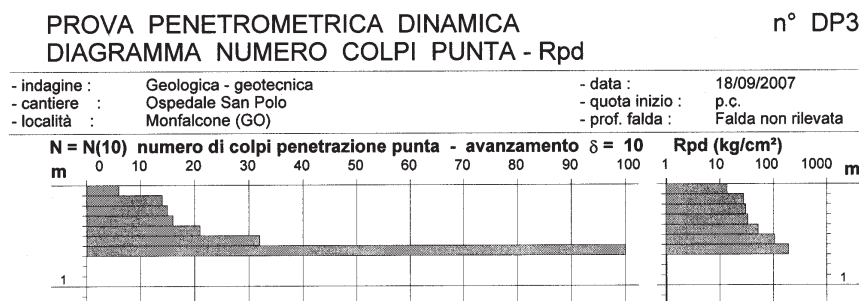 PROVA PENETROMETRICA DINAMICA n° DP3
DIAGRAMMA NUMERO COLPI PUNTA - Rpd
- indagine : Geologica - geotecnica - data : 18/09/2007
- cantiere : Ospedale San Polo - quota inizio : p.c.
- località : Monfalcone (GO) - prof. falda : Falda non rilevata
N = N(10) numero di colpi penetrazione punta - avanzamento δ = 10 Rpd (kg/cm²)
m 0 10 20 30 40 50 60 70 80 90 100 1 10 100 1000 m
1 1